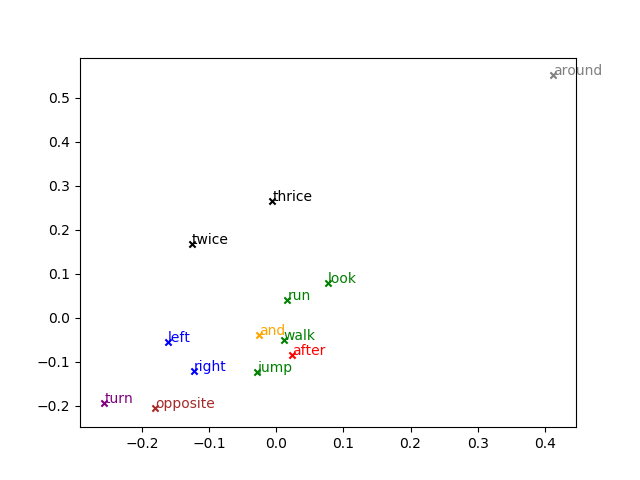 around
0.5
0.4
0.3
thrice
0.2
twice
0.1
look
run
0.0
and
walk
left
after
−0.1
right
jump
turn
opposite
−0.2
−0.2 −0.1 0.0 0.1 0.2 0.3 0.4